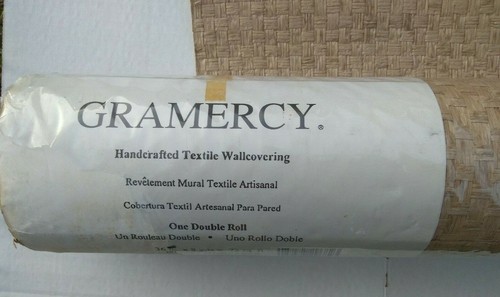 GRAMERCY®
Handcrafted Textile Wallcovering
Revêtement Mural Textile Artisanal
Cobertura Textil Artesanal Para Pared
One Double Roll
Un Rouleau Double • Uno Rollo Doble